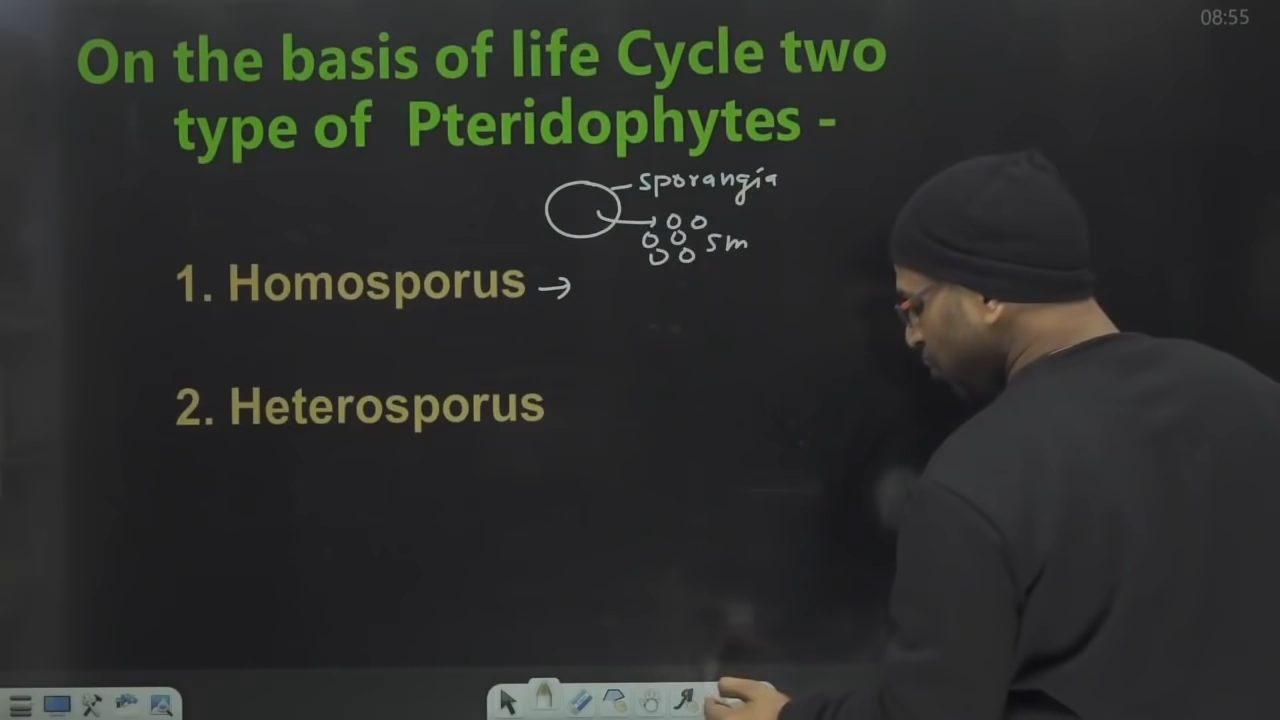 08:55
On the basis of life Cycle two
type of Pteridophytes -
sporangia
sm
1. Homosporus →
2. Heterosporus